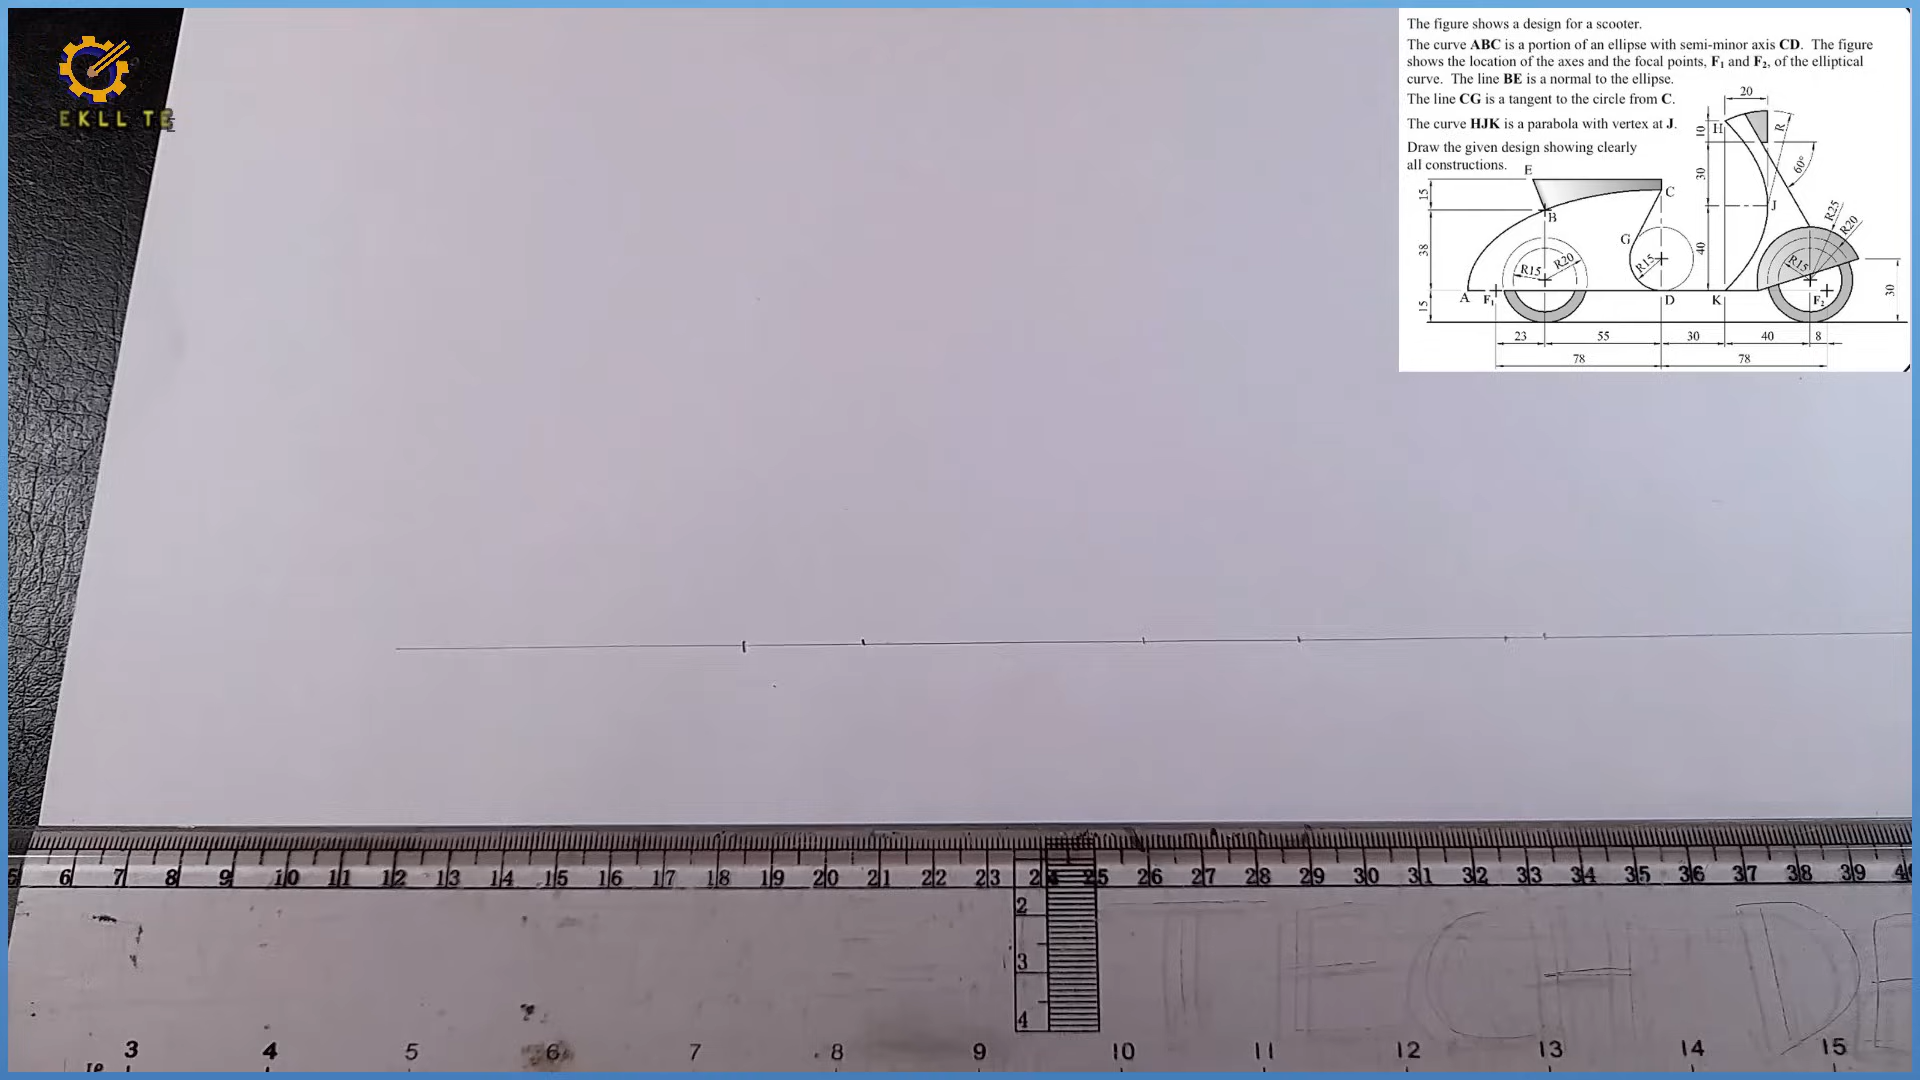 EKLL TE
The figure shows a design for a scooter.
The curve ABC is a portion of an ellipse with semi-minor axis CD. The figure
shows the location of the axes and the focal points, F1 and F2, of the elliptical
curve. The line BE is a normal to the ellipse.
The line CG is a tangent to the circle from C.
The curve HJK is a parabola with vertex at J.
Draw the given design showing clearly
all constructions.
20
10 H R
E 30 60°
15 C
B J R25
R20
38 G 40
R15 R20 R15 R15
A F1 D K F2
15 30
23 55 30 40 8
78 78
6 7 8 9 10 11 12 13 14 15 16 17 18 19 20 21 22 23 24 25 26 27 28 29 30 31 32 33 34 35 36 37 38 39
2
3
4
3 4 5 6 7 8 9 10 11 12 13 14 15